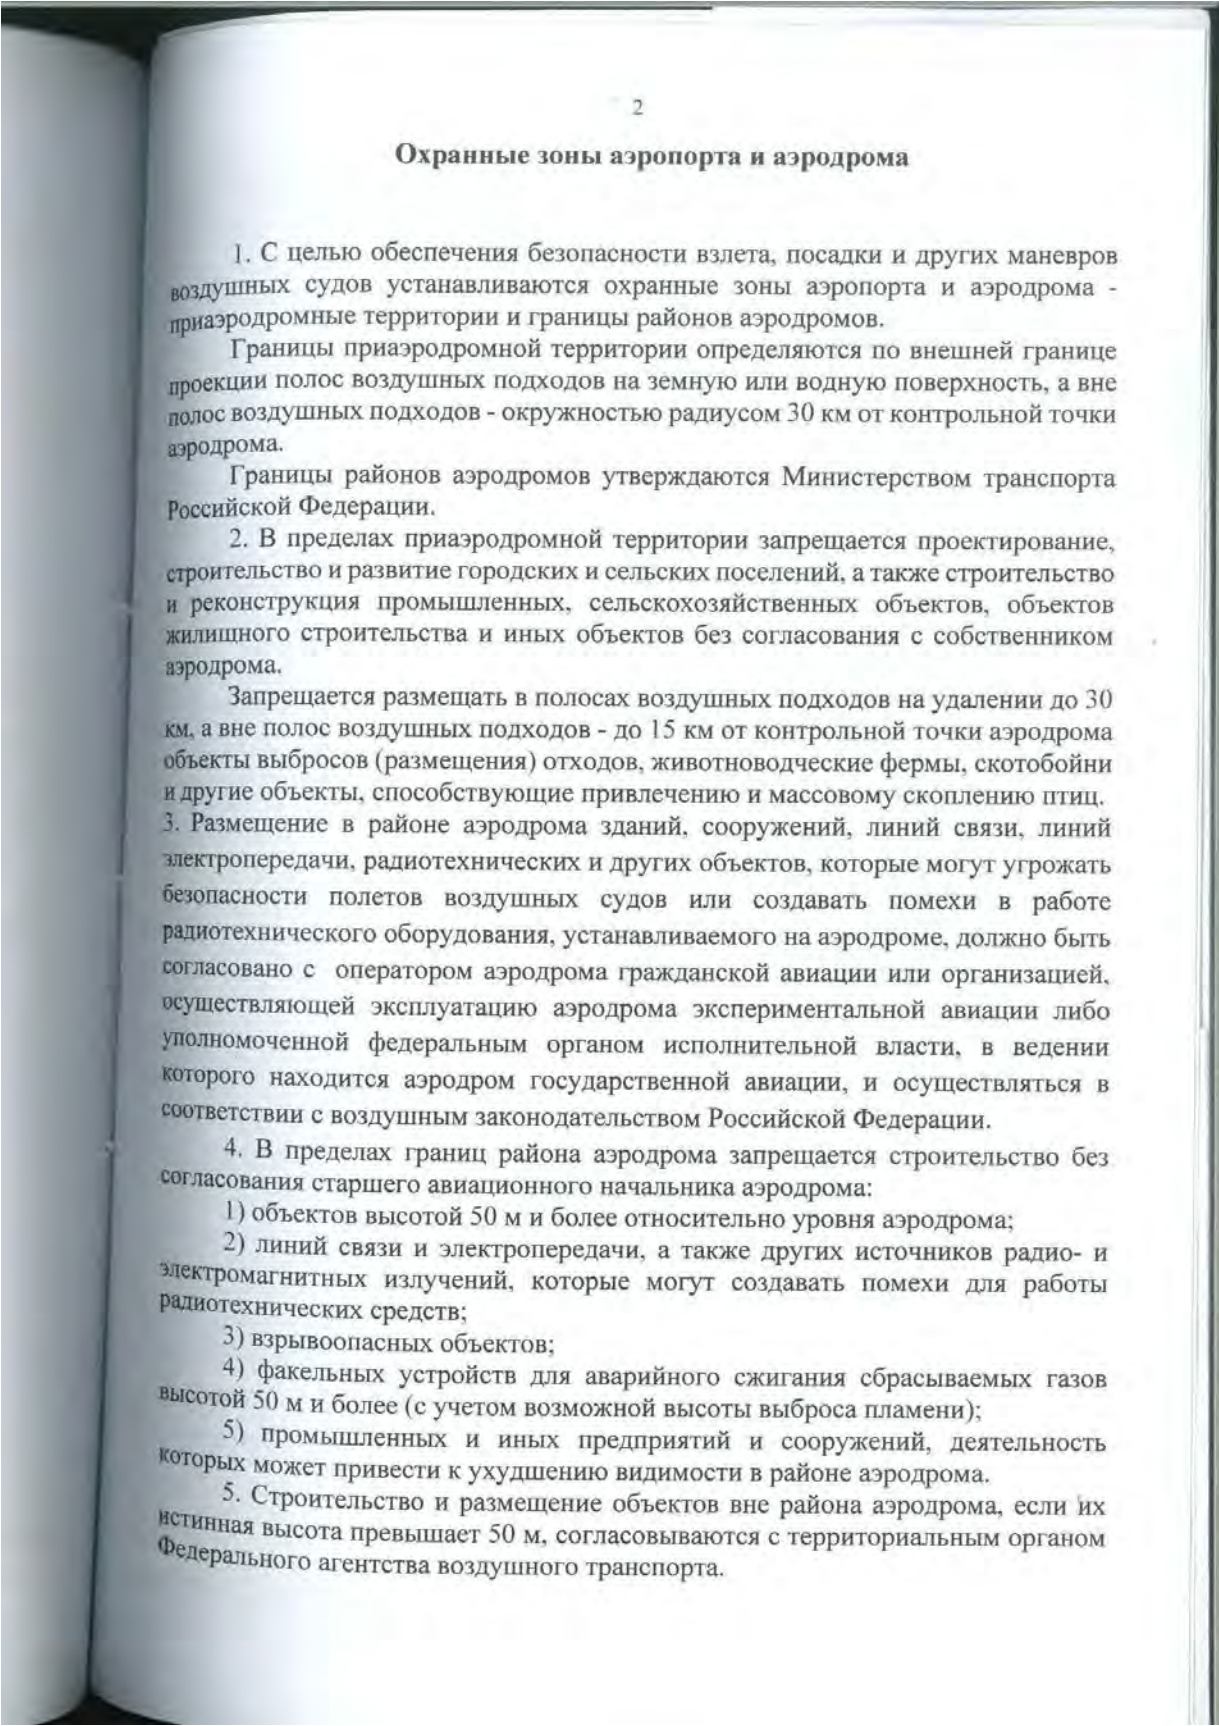 2
Охранные зоны аэропорта и аэродрома
1. С целью обеспечения безопасности взлета, посадки и других маневров
воздушных судов устанавливаются охранные зоны аэропорта и аэродрома -
приаэродромные территории и границы районов аэродромов.
Границы приаэродромной территории определяются по внешней границе
проекции полос воздушных подходов на земную или водную поверхность, а вне
полос воздушных подходов - окружностью радиусом 30 км от контрольной точки
аэродрома.
Границы районов аэродромов утверждаются Министерством транспорта
Российской Федерации.
2. В пределах приаэродромной территории запрещается проектирование,
строительство и развитие городских и сельских поселений, а также строительство
и реконструкция промышленных, сельскохозяйственных объектов, объектов
жилищного строительства и иных объектов без согласования с собственником
аэродрома.
Запрещается размещать в полосах воздушных подходов на удалении до 30
км, а вне полос воздушных подходов - до 15 км от контрольной точки аэродрома
объекты выбросов (размещения) отходов, животноводческие фермы, скотобойни
и другие объекты, способствующие привлечению и массовому скоплению птиц.
3. Размещение в районе аэродрома зданий, сооружений, линий связи, линий
электропередачи, радиотехнических и других объектов, которые могут угрожать
безопасности полетов воздушных судов или создавать помехи в работе
радиотехнического оборудования, устанавливаемого на аэродроме, должно быть
согласовано с оператором аэродрома гражданской авиации или организацией,
осуществляющей эксплуатацию аэродрома экспериментальной авиации либо
уполномоченной федеральным органом исполнительной власти, в ведении
которого находится аэродром государственной авиации, и осуществляться в
соответствии с воздушным законодательством Российской Федерации.
4. В пределах границ района аэродрома запрещается строительство без
согласования старшего авиационного начальника аэродрома:
1) объектов высотой 50 м и более относительно уровня аэродрома;
2) линий связи и электропередачи, а также других источников радио- и
электромагнитных излучений, которые могут создавать помехи для работы
радиотехнических средств;
3) взрывоопасных объектов;
4) факельных устройств для аварийного сжигания сбрасываемых газов
высотой 50 м и более (с учетом возможной высоты выброса пламени);
5) промышленных и иных предприятий и сооружений, деятельность
которых может привести к ухудшению видимости в районе аэродрома.
5. Строительство и размещение объектов вне района аэродрома, если их
истинная высота превышает 50 м, согласовываются с территориальным органом
Федерального агентства воздушного транспорта.